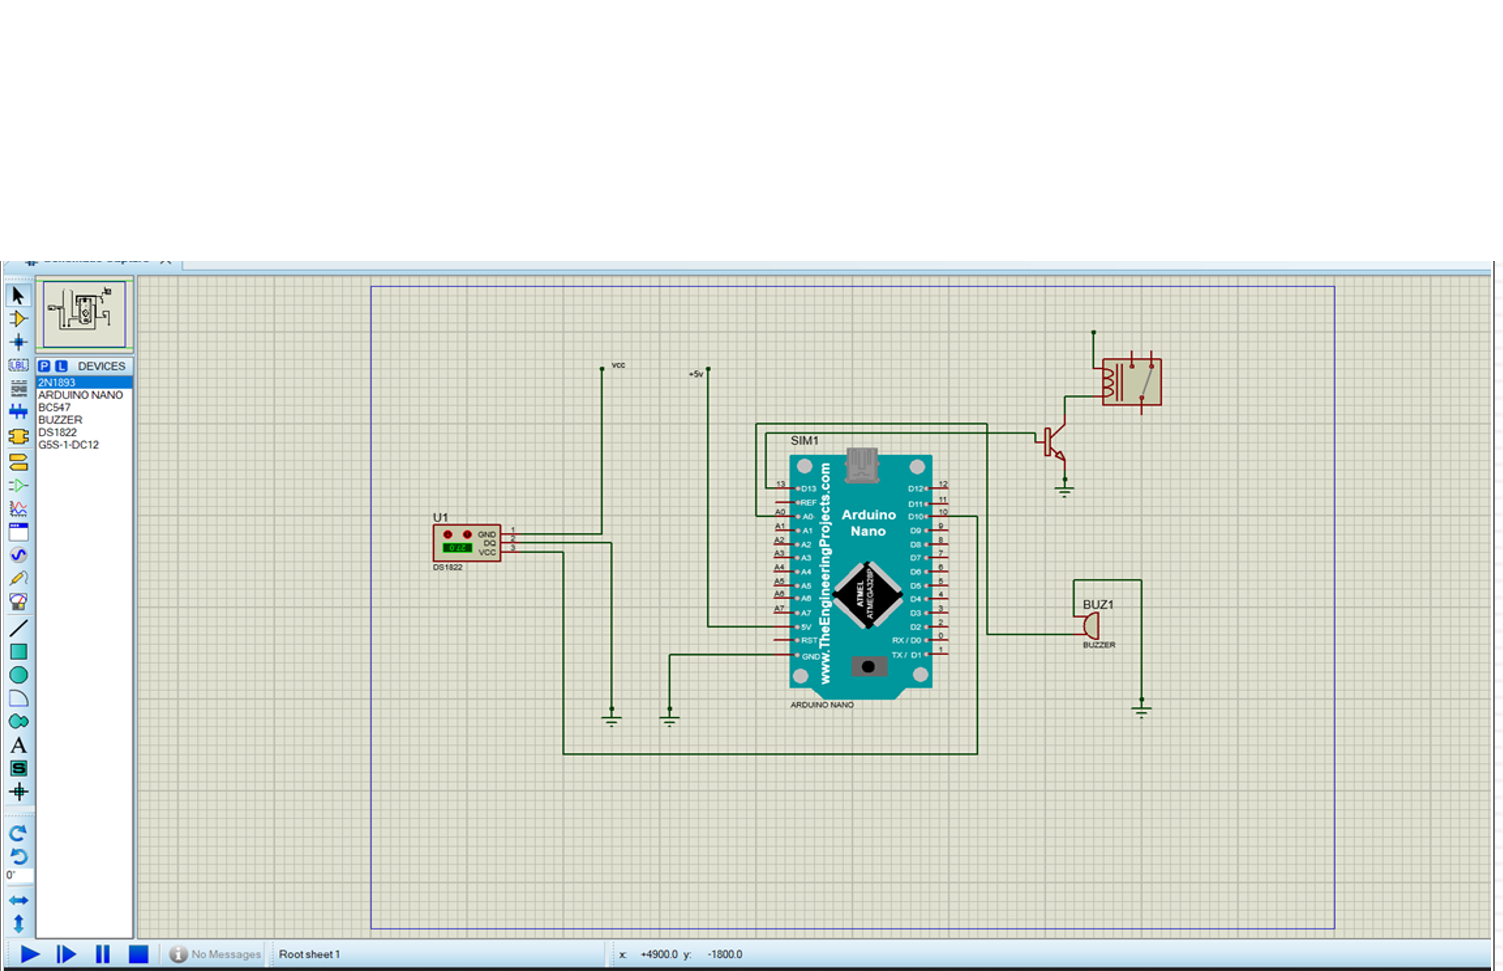 LBL
P L DEVICES
2N1893
ARDUINO NANO
BC547
BUZZER
DS1822
G5S-1-DC12
A
S
0°
vcc
+5v
U1
GND 1
DQ 2
VCC 3
DS1822
SIM1
www.TheEngineeringProjects.com
Arduino
Nano
ATMEL
ATMEGA328P
13 D13
REF
A0 A0
A1 A1
A2 A2
A3 A3
A4 A4
A5 A5
A6 A6
A7 A7
5V
RST
GND
D12 12
D11 11
D10 10
D9 9
D8 8
D7 7
D6 6
D5 5
D4 4
D3 3
D2 2
RX / D0 0
TX / D1 1
ARDUINO NANO
BUZ1
BUZZER
No Messages
Root sheet 1
x: +4900.0 y: -1800.0